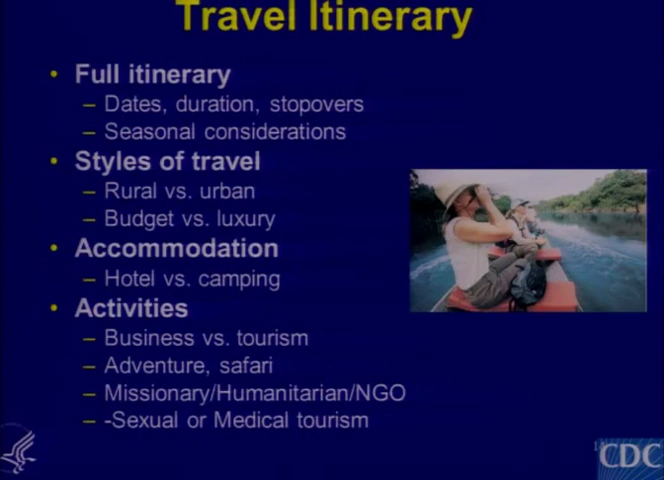 Travel Itinerary
• Full itinerary
– Dates, duration, stopovers
– Seasonal considerations
• Styles of travel
– Rural vs. urban
– Budget vs. luxury
• Accommodation
– Hotel vs. camping
• Activities
– Business vs. tourism
– Adventure, safari
– Missionary/Humanitarian/NGO
– -Sexual or Medical tourism
CDC